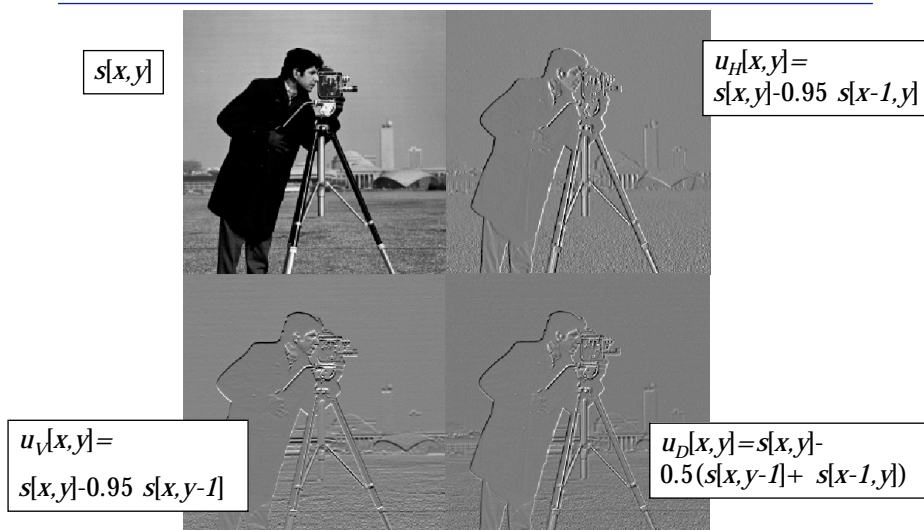 s[x,y]
u_H[x,y]=
s[x,y]-0.95 s[x-1,y]
u_V[x,y]=
s[x,y]-0.95 s[x,y-1]
u_D[x,y]=s[x,y]-
0.5(s[x,y-1]+ s[x-1,y])